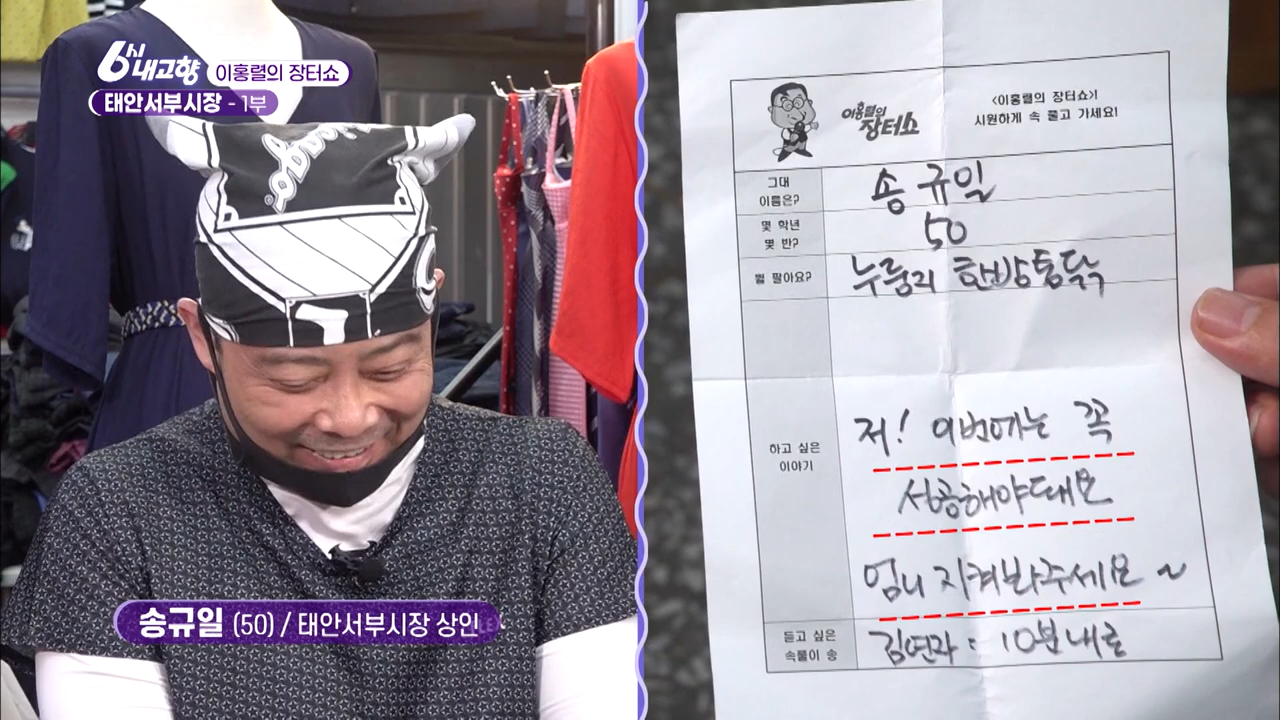 6시 내고향
이홍렬의 장터쇼
태안서부시장 - 1부
송규일 (50) / 태안서부시장 상인
이홍렬의
장터쇼
<이홍렬의 장터쇼>!
시원하게 속 풀고 가세요!
그대
이름은?
송규일
몇 학년
몇 반?
50
뭘 팔아요?
누룽지 한방통닭
하고 싶은
이야기
저! 이번에는 꼭
성공해야돼요
엄니 지켜봐주세요~
듣고 싶은
속풀이 송
김연자: 10분내로